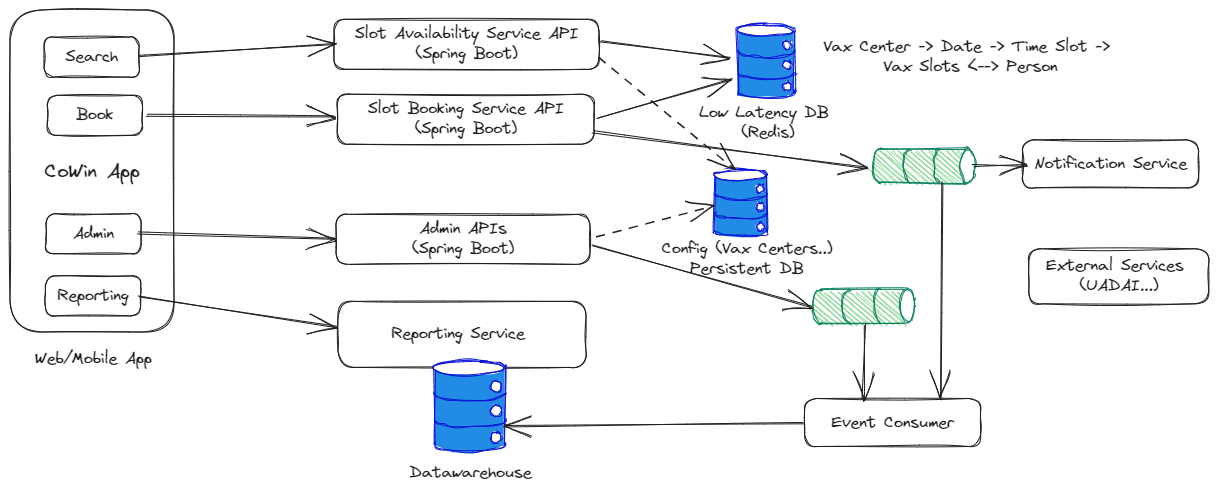 Search
Book
CoWin App
Admin
Reporting
Web/Mobile App
Slot Availability Service API
(Spring Boot)
Slot Booking Service API
(Spring Boot)
Admin APIs
(Spring Boot)
Reporting Service
Datawarehouse
Low Latency DB
(Redis)
Vax Center -> Date -> Time Slot ->
Vax Slots <--> Person
Config (Vax Centers..)
Persistent DB
Notification Service
External Services
(UADAI...)
Event Consumer